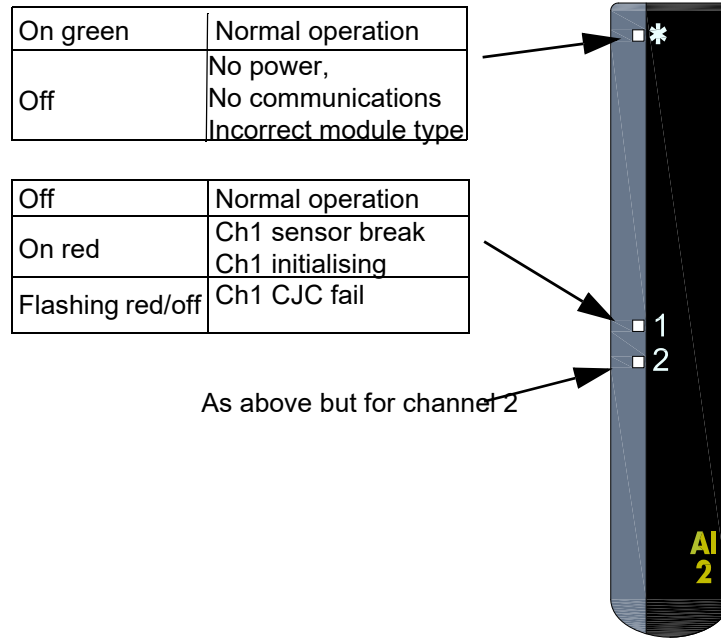 On green Normal operation
Off No power,
No communications
Incorrect module type
*
Off Normal operation
On red Ch1 sensor break
Ch1 initialising
Flashing red/off Ch1 CJC fail
1
2
As above but for channel 2
AI
2